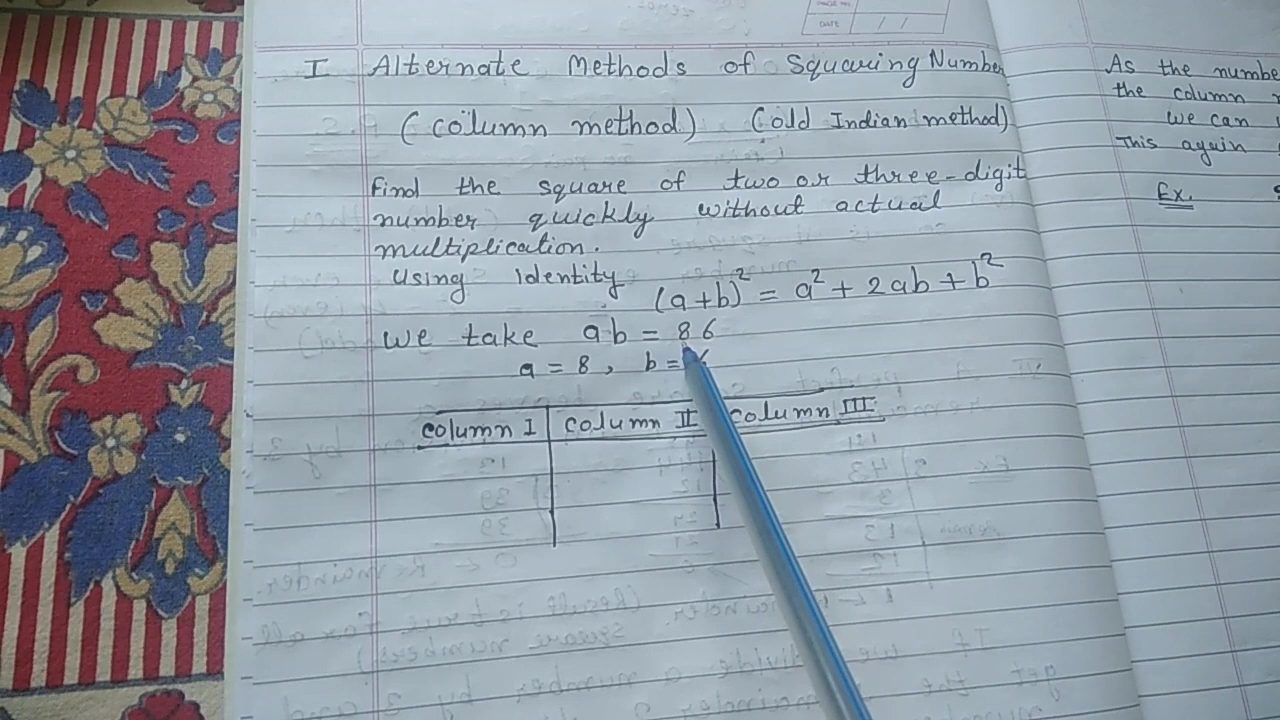 DATE / /
I Alternate Methods of Squaring Number
(column method) (old Indian method)
Find the square of two or three-digit
number quickly without actual
multiplication.
Using identity (a+b)² = a² + 2ab + b²
we take ab = 86
a = 8, b =
column I column II column III
As the numbe
the column
we can
This again
Ex.